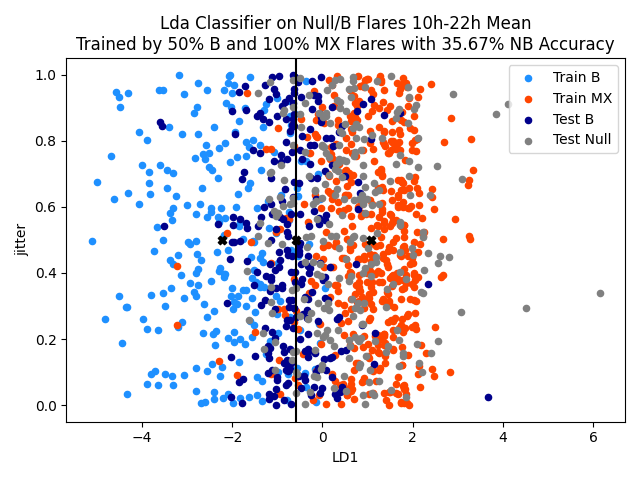 Lda Classifier on Null/B Flares 10h-22h Mean
Trained by 50% B and 100% MX Flares with 35.67% NB Accuracy
Train B
Train MX
Test B
Test Null
jitter
1.0
0.8
0.6
0.4
0.2
0.0
−4
−2
0
2
4
6
LD1